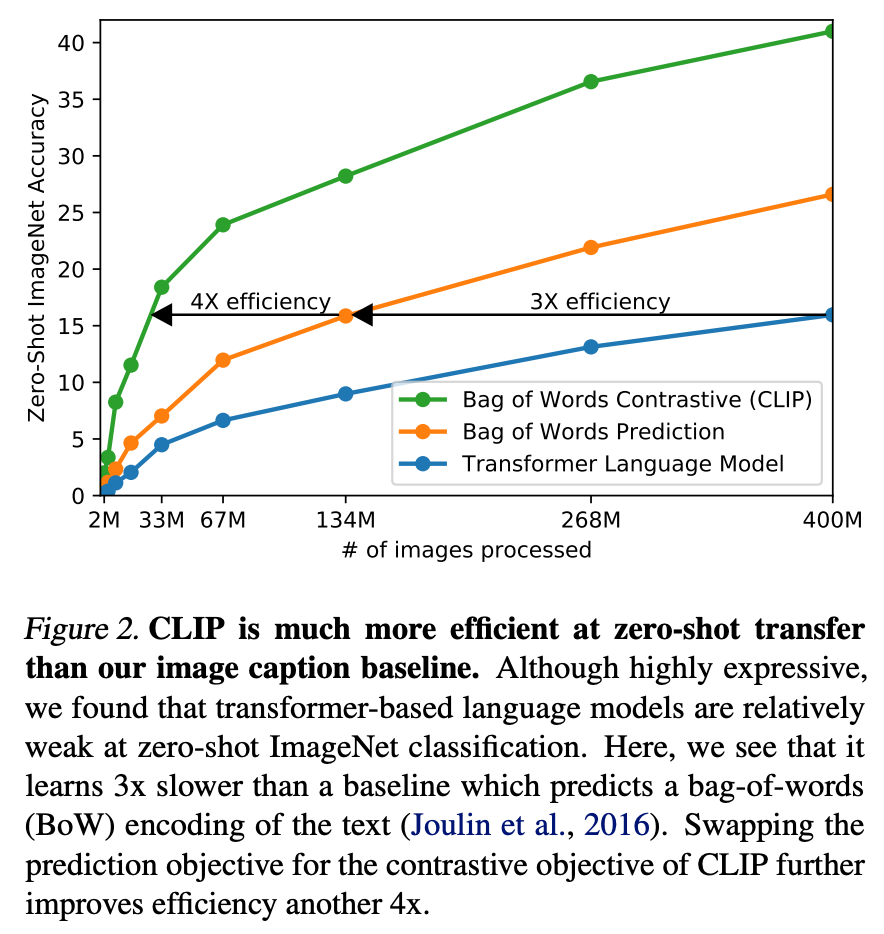 40
35
30
25
20
15
10
5
0
Zero-Shot ImageNet Accuracy
4X efficiency
3X efficiency
Bag of Words Contrastive (CLIP)
Bag of Words Prediction
Transformer Language Model
2M 33M 67M 134M 268M 400M
# of images processed
Figure 2. CLIP is much more efficient at zero-shot transfer
than our image caption baseline. Although highly expressive,
we found that transformer-based language models are relatively
weak at zero-shot ImageNet classification. Here, we see that it
learns 3x slower than a baseline which predicts a bag-of-words
(BoW) encoding of the text (Joulin et al., 2016). Swapping the
prediction objective for the contrastive objective of CLIP further
improves efficiency another 4x.